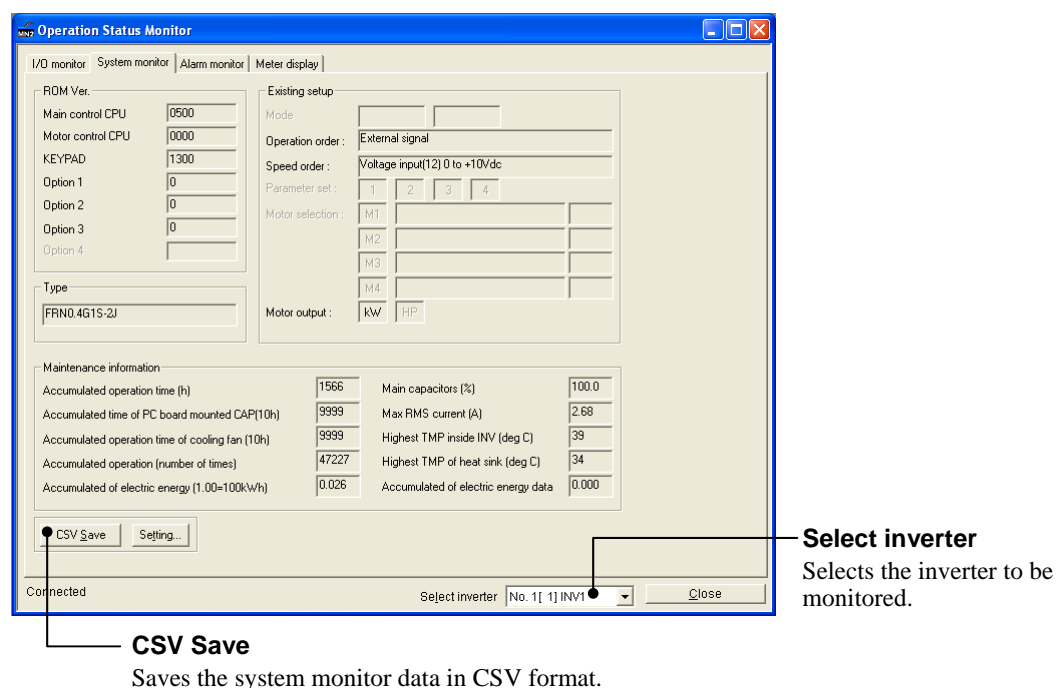 MN2 Operation Status Monitor
I/O monitor System monitor Alarm monitor Meter display
ROM Ver.
Main control CPU 0500
Motor control CPU 0000
KEYPAD 1300
Option 1 0
Option 2 0
Option 3 0
Option 4
Type
FRN0.4G1S-2J
Existing setup
Mode
Operation order : External signal
Speed order : Voltage input(12) 0 to +10Vdc
Parameter set : 1 2 3 4
Motor selection : M1
M2
M3
M4
Motor output : kW HP
Maintenance information
Accumulated operation time (h) 1566
Accumulated time of PC board mounted CAP(10h) 9999
Accumulated operation time of cooling fan (10h) 9999
Accumulated operation (number of times) 47227
Accumulated of electric energy (1.00=100kWh) 0.026
Main capacitors (%) 100.0
Max RMS current (A) 2.68
Highest TMP inside INV (deg C) 39
Highest TMP of heat sink (deg C) 34
Accumulated of electric energy data 0.000
CSV Save Setting...
Connected
Select inverter No. 1[ 1] INV1 Close
Select inverter
Selects the inverter to be
monitored.
CSV Save
Saves the system monitor data in CSV format.